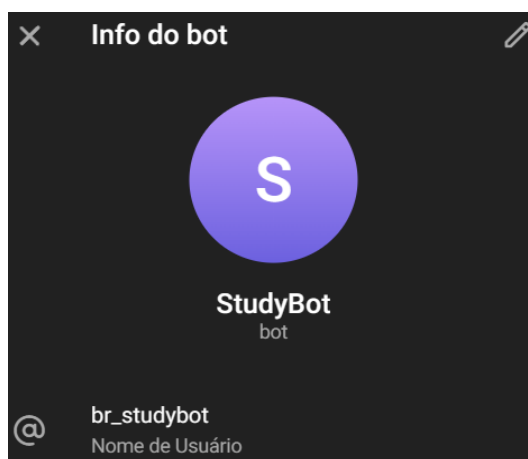 Info do bot
S
StudyBot
bot
@
br_studybot
Nome de Usuário